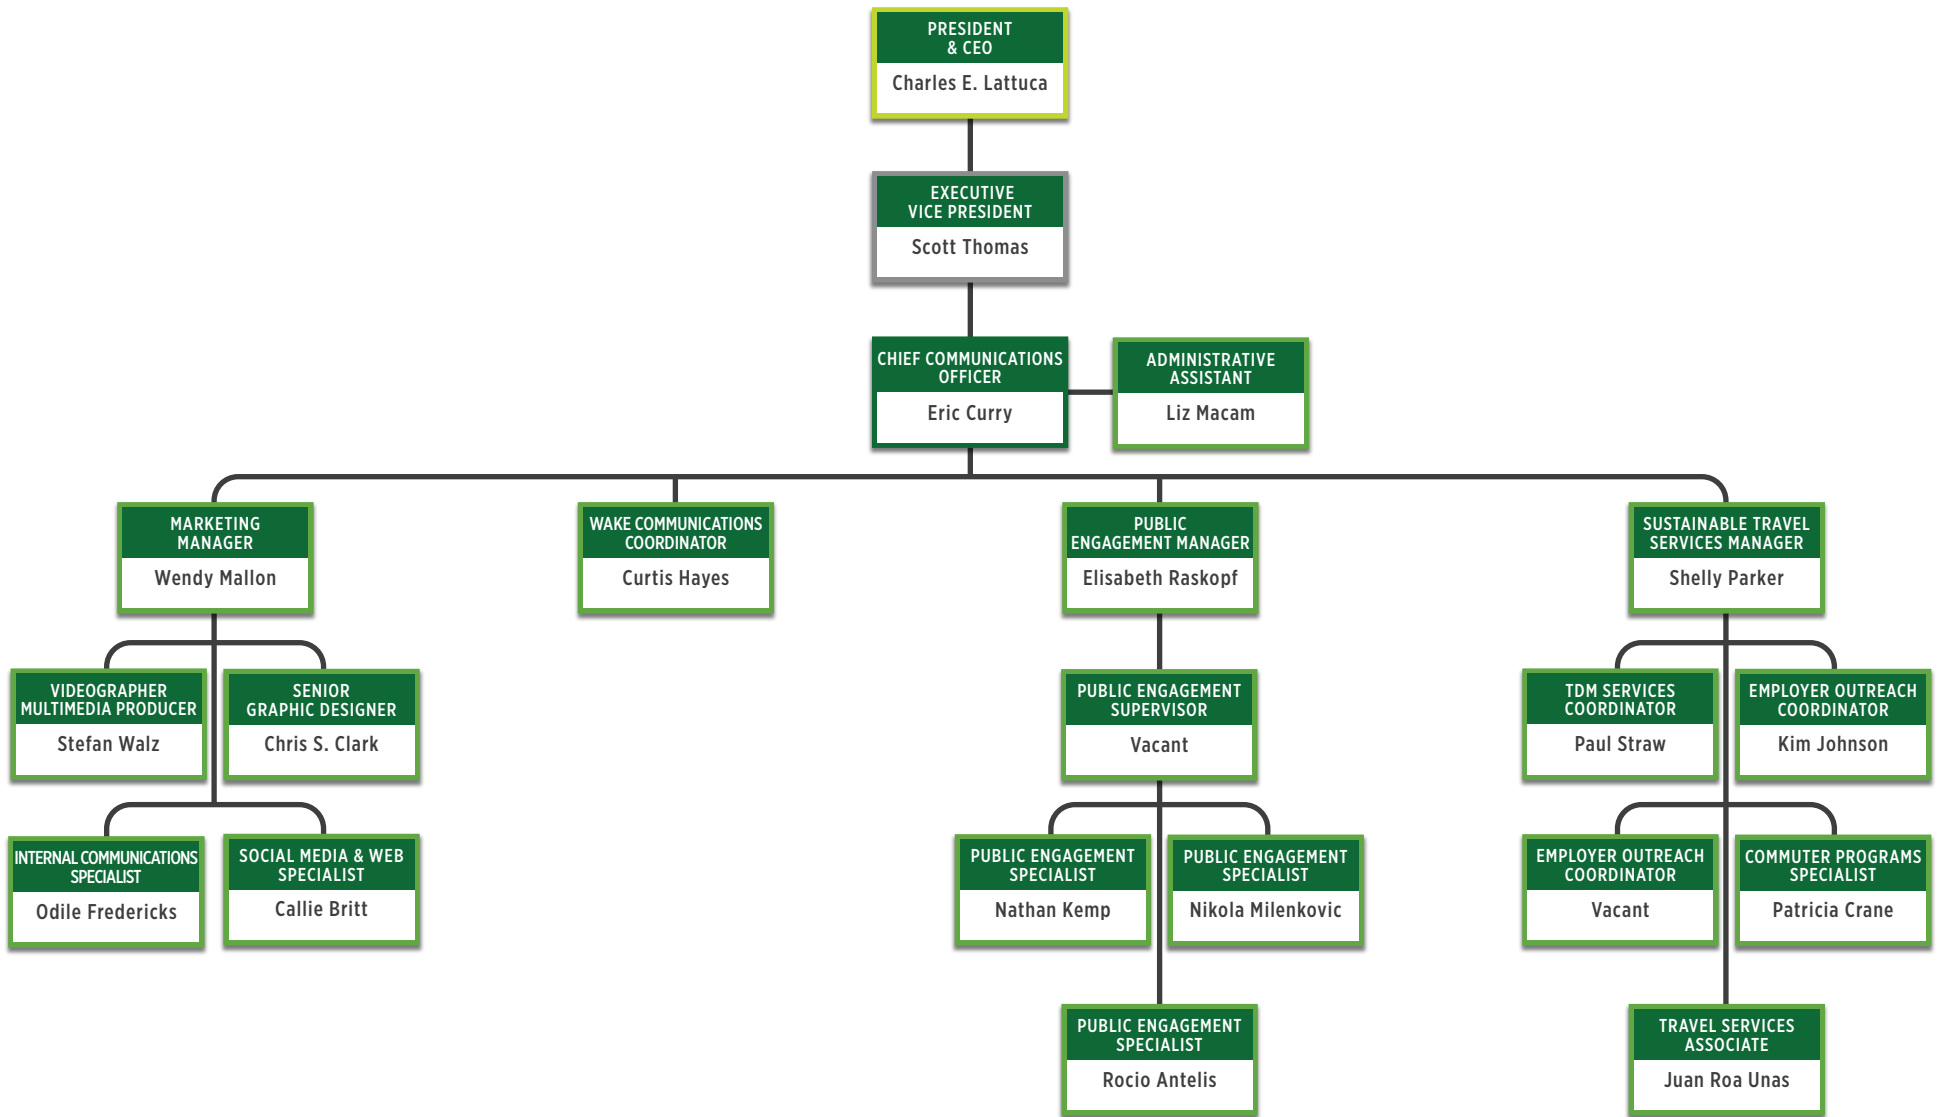 PRESIDENT
& CEO
Charles E. Lattuca
EXECUTIVE
VICE PRESIDENT
Scott Thomas
CHIEF COMMUNICATIONS
OFFICER
Eric Curry
ADMINISTRATIVE
ASSISTANT
Liz Macam
MARKETING
MANAGER
Wendy Mallon
WAKE COMMUNICATIONS
COORDINATOR
Curtis Hayes
PUBLIC
ENGAGEMENT MANAGER
Elisabeth Raskopf
SUSTAINABLE TRAVEL
SERVICES MANAGER
Shelly Parker
VIDEOGRAPHER
MULTIMEDIA PRODUCER
Stefan Walz
SENIOR
GRAPHIC DESIGNER
Chris S. Clark
PUBLIC ENGAGEMENT
SUPERVISOR
Vacant
TDM SERVICES
COORDINATOR
Paul Straw
EMPLOYER OUTREACH
COORDINATOR
Kim Johnson
INTERNAL COMMUNICATIONS
SPECIALIST
Odile Fredericks
SOCIAL MEDIA & WEB
SPECIALIST
Callie Britt
PUBLIC ENGAGEMENT
SPECIALIST
Nathan Kemp
PUBLIC ENGAGEMENT
SPECIALIST
Nikola Milenkovic
EMPLOYER OUTREACH
COORDINATOR
Vacant
COMMUTER PROGRAMS
SPECIALIST
Patricia Crane
PUBLIC ENGAGEMENT
SPECIALIST
Rocio Antelis
TRAVEL SERVICES
ASSOCIATE
Juan Roa Unas